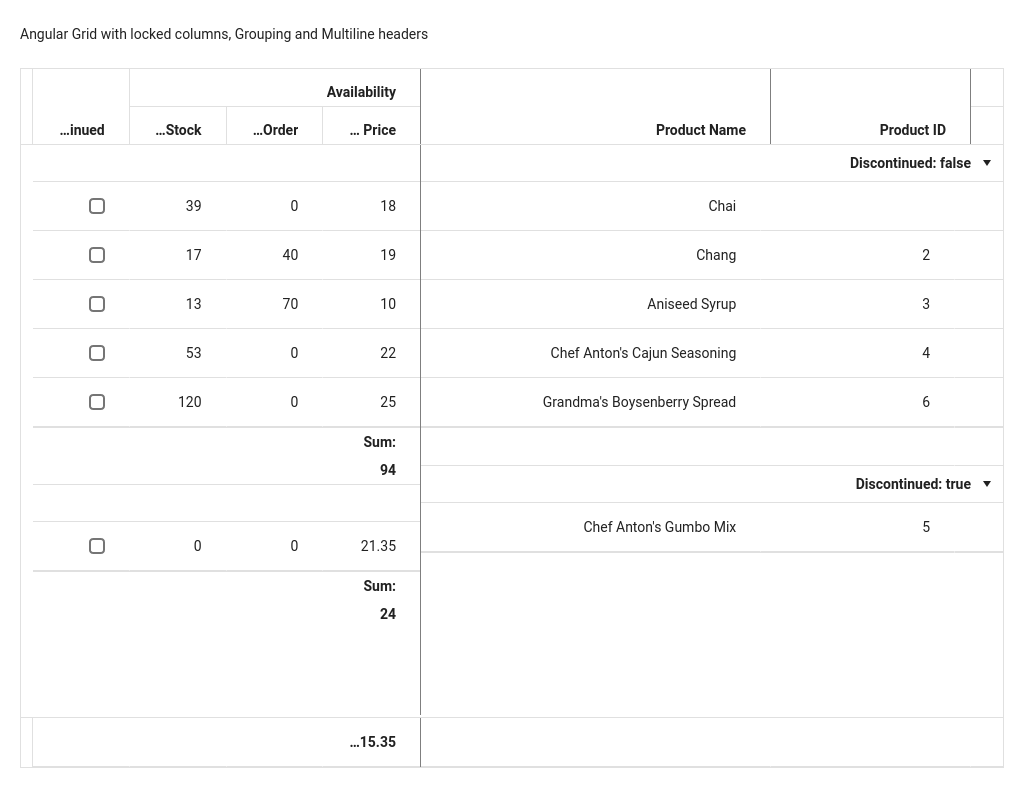 Angular Grid with locked columns, Grouping and Multiline headers
Availability
Product ID Product Name ... Price ...Order ...Stock ...inued
Discontinued: false
Chai 18 0 39
2 Chang 19 40 17
3 Aniseed Syrup 10 70 13
4 Chef Anton's Cajun Seasoning 22 0 53
6 Grandma's Boysenberry Spread 25 0 120
Sum:
94
Discontinued: true
5 Chef Anton's Gumbo Mix 21.35 0 0
Sum:
24
...15.35